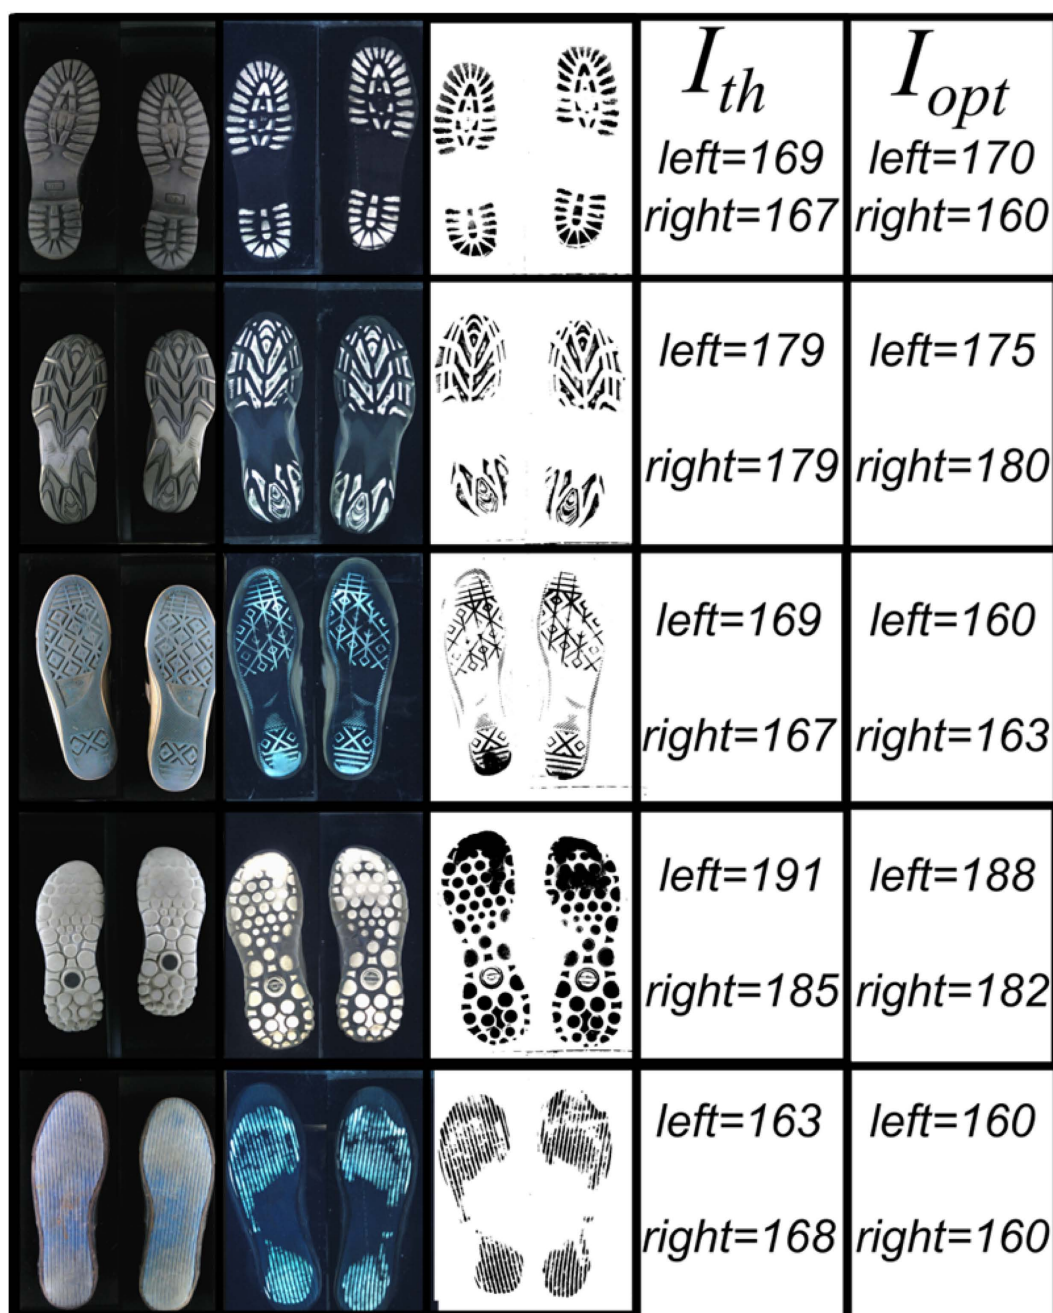 I_th I_opt
left=169 left=170
right=167 right=160
left=179 left=175
right=179 right=180
left=169 left=160
right=167 right=163
left=191 left=188
right=185 right=182
left=163 left=160
right=168 right=160